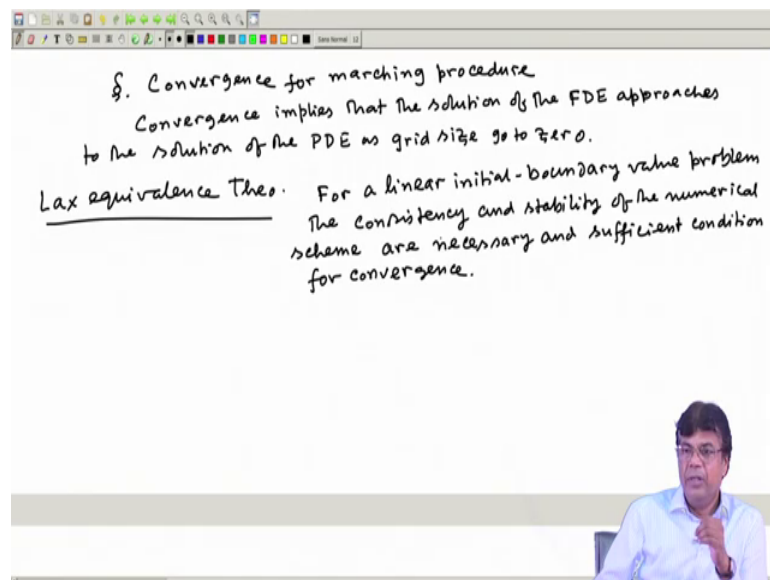 §. Convergence for marching procedure
Convergence implies that the solution of the FDE approaches
to the solution of the PDE as grid size go to zero.
Lax equivalence Theo. For a linear initial-boundary value problem
the consistency and stability of the numerical
scheme are necessary and sufficient condition
for convergence.